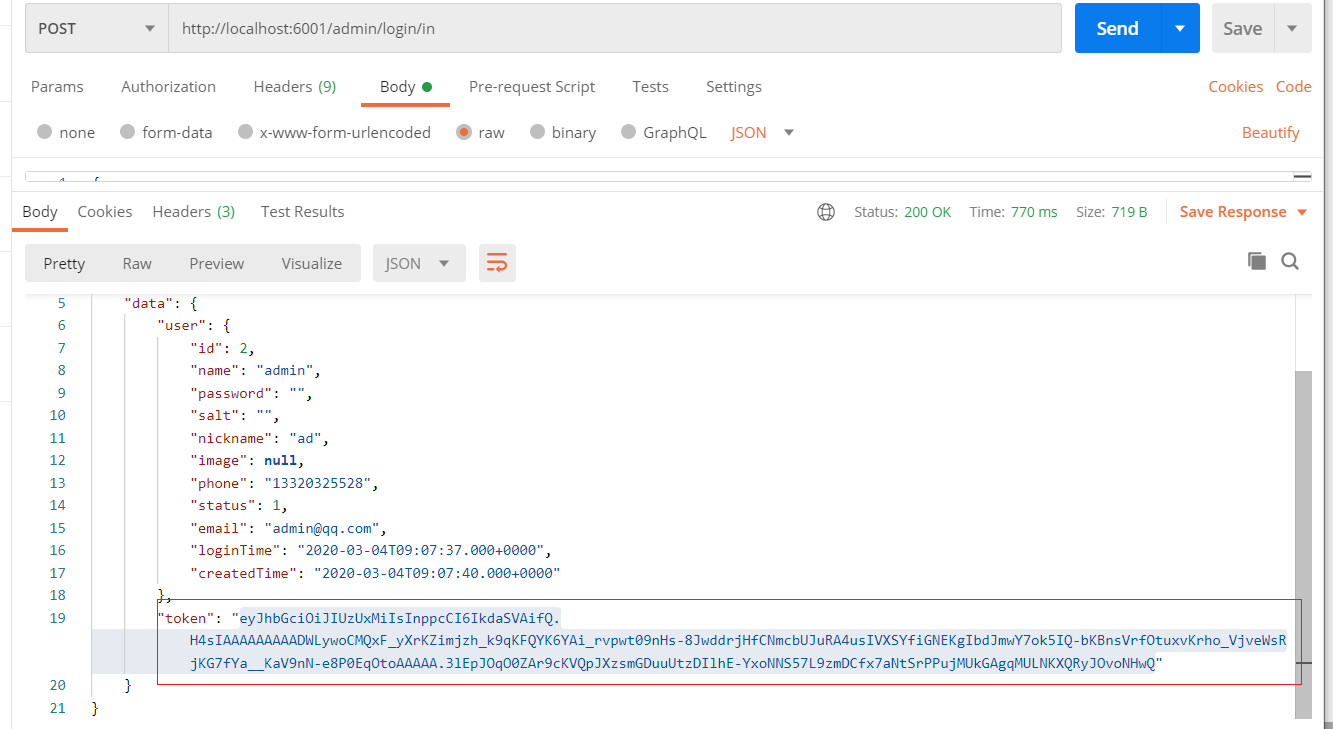 POST http://localhost:6001/admin/login/in Send Save
Params Authorization Headers (9) Body Pre-request Script Tests Settings Cookies Code
none form-data x-www-form-urlencoded raw binary GraphQL JSON Beautify
Body Cookies Headers (3) Test Results Status: 200 OK Time: 770 ms Size: 719 B Save Response
Pretty Raw Preview Visualize JSON
5 "data": {
6 "user": {
7 "id": 2,
8 "name": "admin",
9 "password": "",
10 "salt": "",
11 "nickname": "ad",
12 "image": null,
13 "phone": "13320325528",
14 "status": 1,
15 "email": "admin@qq.com",
16 "loginTime": "2020-03-04T09:07:37.000+0000",
17 "createdTime": "2020-03-04T09:07:40.000+0000"
18 },
19 "token": "eyJhbGciOiJIUzUxMiIsInppcCI6IkdaSVAifQ.
H4sIAAAAAAAAADWLywoCMQxF_yXrKZimjzh_k9qKFQYK6YAi_rvpwt09nHs-8JwddrjHfCNmcbUJuRA4usIVXSYfiGNEKgIbdJmwY7ok5IQ-bKBnsVrfOtuxvKrho_VjveWsR
jKG7fYa__KaV9nN-e8P0EqOtoAAAAA.3lEpJOqO0ZAr9cKVQpJXzsmGDuuUtzDIlhE-YxoNNS57L9zmDCfx7aNtSrPPujMUkGAgqMULNKXQRyJOvoNHwQ"
20 }
21 }